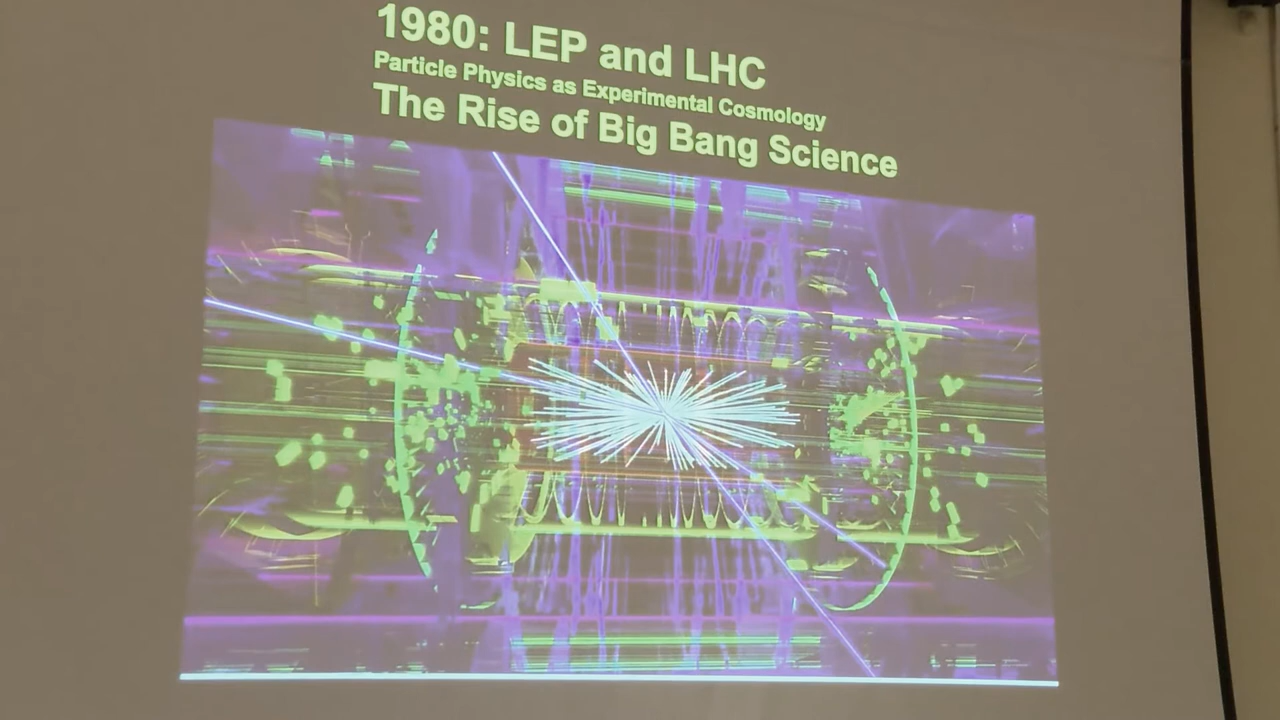 1980: LEP and LHC
Particle Physics as Experimental Cosmology
The Rise of Big Bang Science